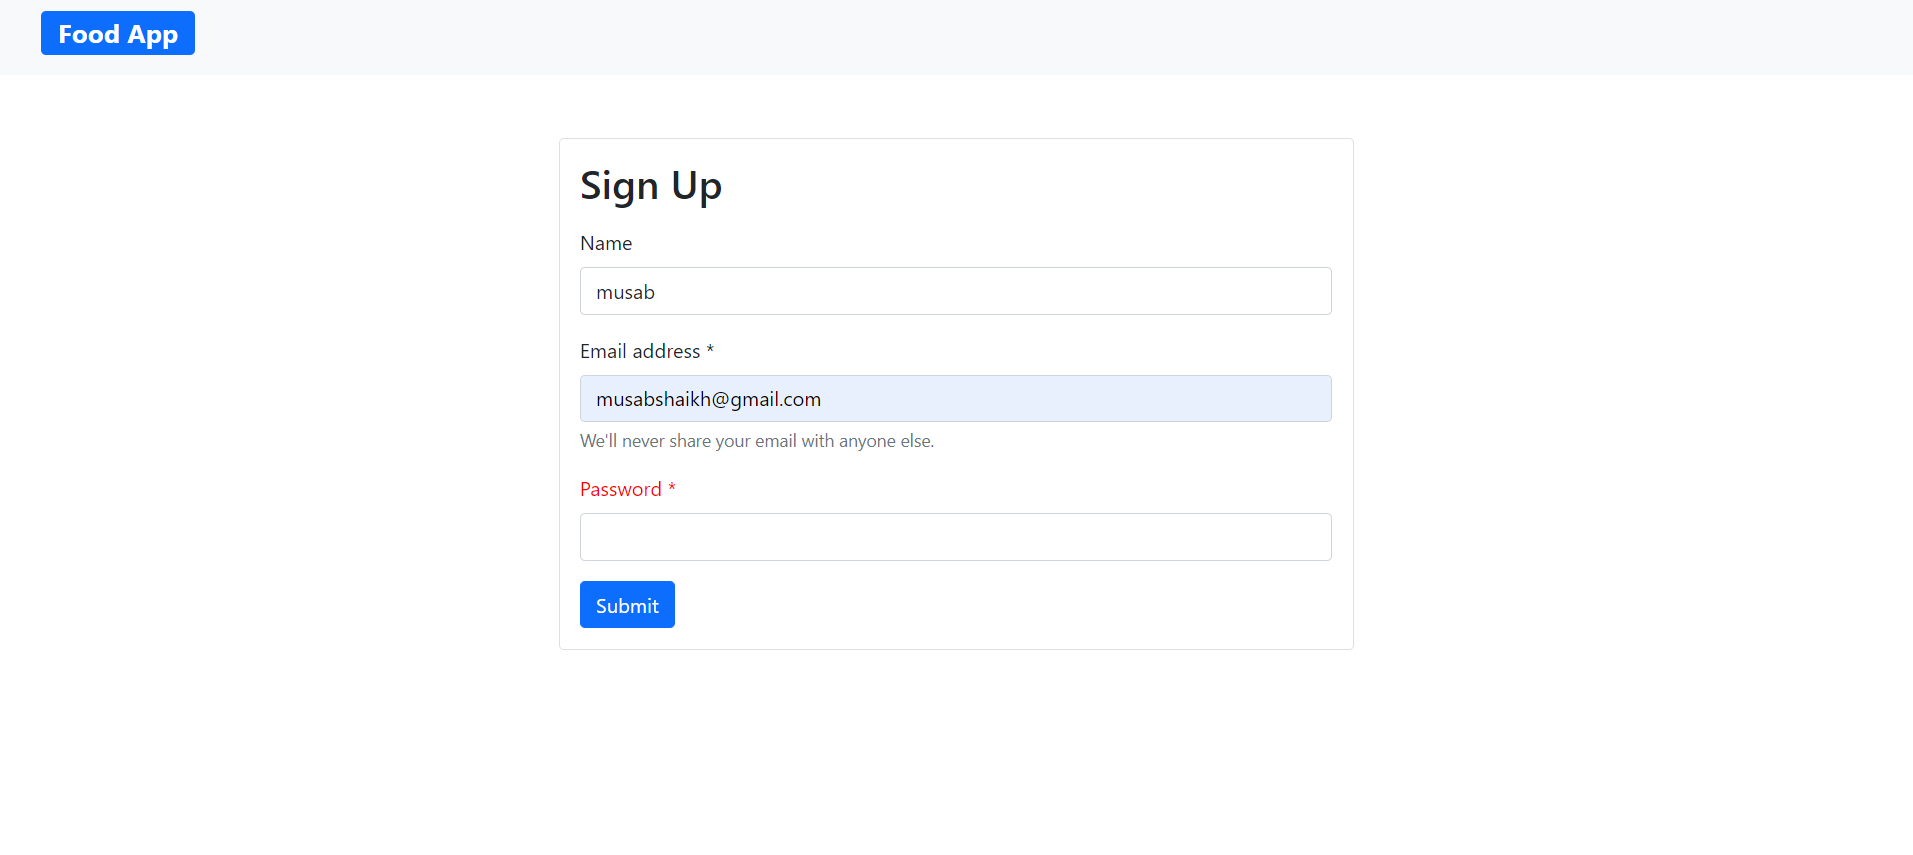 Food App
Sign Up
Name
musab
Email address *
musabshaikh@gmail.com
We'll never share your email with anyone else.
Password *
Submit